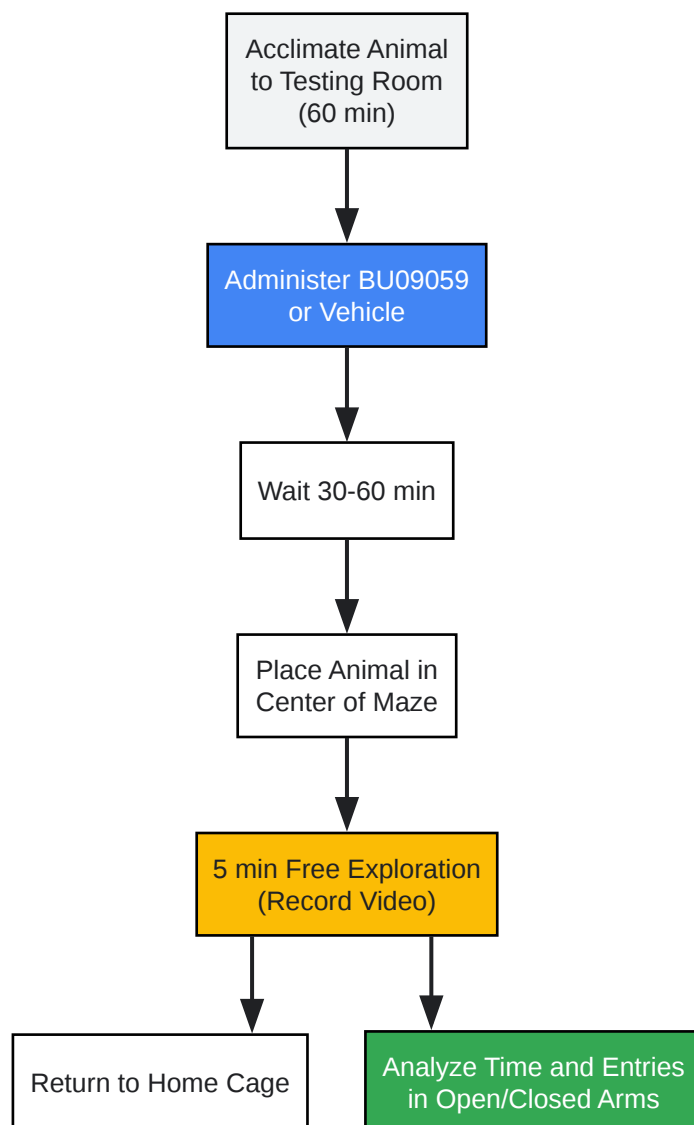 Acclimate Animal
to Testing Room
(60 min)
Administer BU09059
or Vehicle
Wait 30-60 min
Place Animal in
Center of Maze
5 min Free Exploration
(Record Video)
Return to Home Cage
Analyze Time and Entries
in Open/Closed Arms